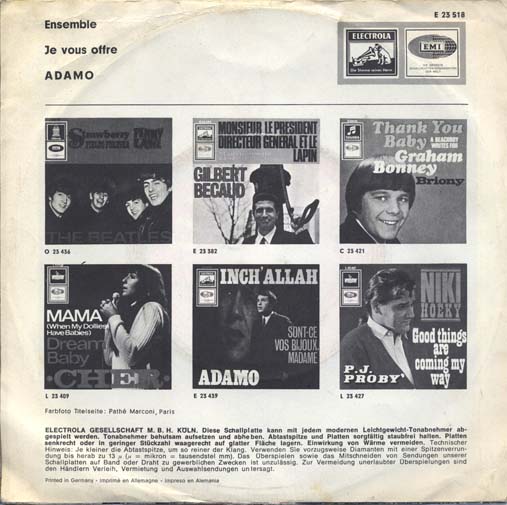 Ensemble
E 23 518
Je vous offre
ADAMO
ELECTROLA
Die Stimme seines Herrn
EMI
Strawberry
FIELDS FOREVER
PENNY
LANE
THE BEATLES
O 23 436
MONSIEUR LE PRESIDENT
DIRECTEUR GENERAL ET LE
LAPIN
GILBERT
BECAUD
E 23 382
Thank You
Baby
Graham
Bonney
Briony
C 23 421
MAMA
(When My Dollies
Have Babies)
Dream
Baby
·CHER·
L 23 409
INCH'ALLAH
SONT-CE
VOS BIJOUX,
MADAME
ADAMO
E 23 439
NIKI
HOEKY
Good things
are
coming my
way
P.J.
PROBY
L 23 427
Farbfoto Titelseite: Pathé Marconi, Paris
ELECTROLA GESELLSCHAFT M. B. H. KÖLN. Diese Schallplatte kann mit jedem modernen Leichtgewicht-Tonabnehmer ab-
gespielt werden. Tonabnehmer behutsam aufsetzen und abheben. Abtastspitze und Platten sorgfältig staubfrei halten. Platten
senkrecht oder in geringer Stückzahl waagerecht auf glatter Fläche lagern. Einwirkung von Wärme vermeiden. Technischer
Hinweis: Je kleiner die Abtastspitze, um so reiner der Klang. Verwenden Sie vorzugsweise Diamanten mit einer Spitzenverrun-
dung bis herab zu 13 μ (μ = mikron = tausendstel mm). Das Überspielen sowie das Mitschneiden von Sendungen unserer
Schallplatten auf Band oder Draht zu gewerblichen Zwecken ist unzulässig. Zur Vermeidung unerlaubter Überspielungen sind
den Händlern Verleih, Vermietung und Auswahlsendungen untersagt.
Printed in Germany - Imprimé en Allemagne - Impreso en Alemania